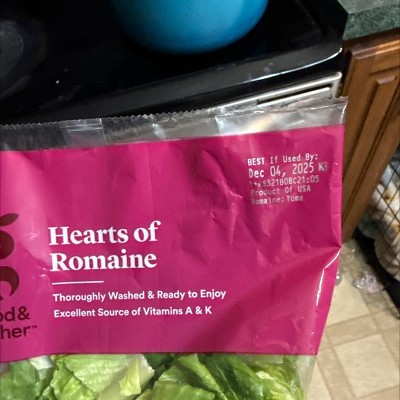 BEST If Used By:
Dec 04, 2025
Product Of USA
Romaine: Yuma
Hearts of
Romaine
Thoroughly Washed & Ready to Enjoy
Excellent Source of Vitamins A & K
od&
her™